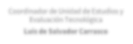 Coordinador de Unidad de Estudios y
Evaluación Tecnológica
Luis de Salvador Carrasco